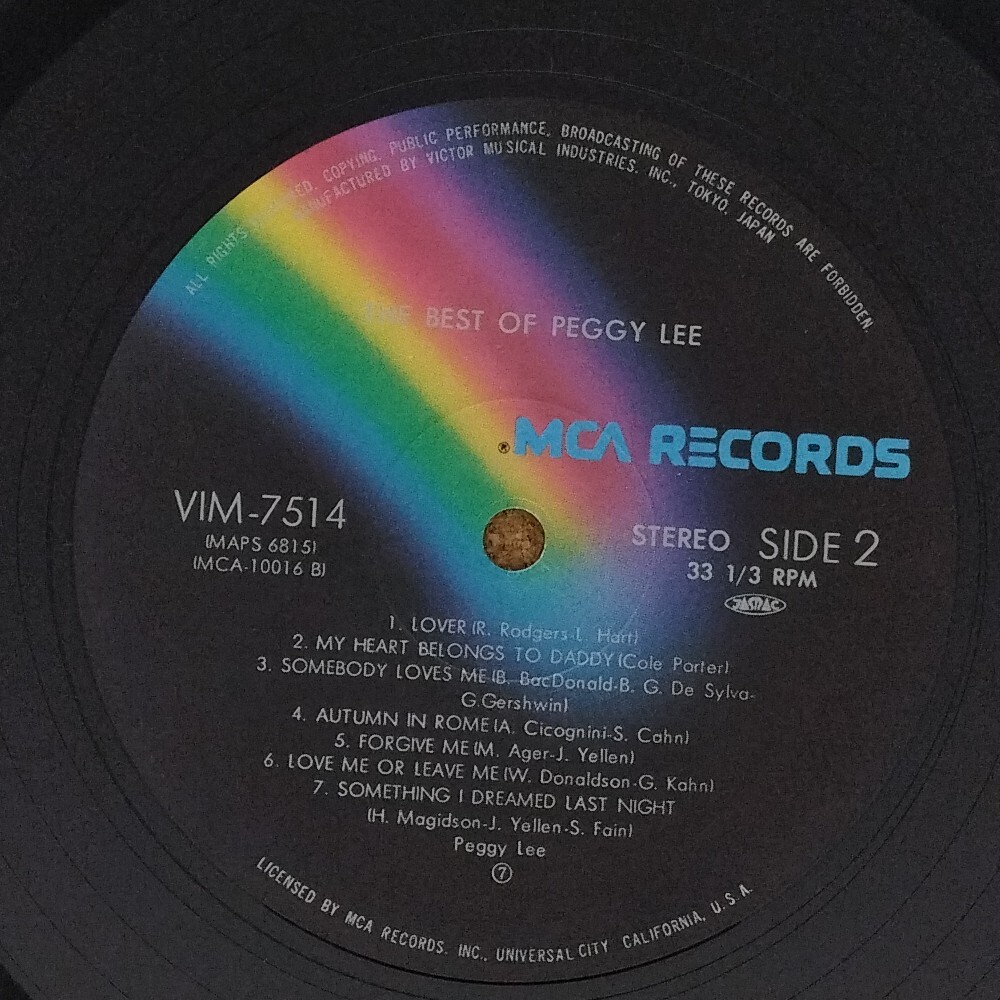 ALL RIGHTS RESERVED. COPYING. PUBLIC PERFORMANCE. BROADCASTING OF THESE RECORDS ARE FORBIDDEN.
MANUFACTURED BY VICTOR MUSICAL INDUSTRIES, INC., TOKYO, JAPAN
THE BEST OF PEGGY LEE
® MCA RECORDS
VIM-7514
(MAPS 6815)
(MCA-10016 B)
STEREO SIDE 2
33 1/3 RPM
JASRAC
1. LOVER (R. Rodgers-L. Hart)
2. MY HEART BELONGS TO DADDY (Cole Porter)
3. SOMEBODY LOVES ME (B. BacDonald-B. G. De Sylva-
G.Gershwin)
4. AUTUMN IN ROME (A. Cicognini-S. Cahn)
5. FORGIVE ME (M. Ager-J. Yellen)
6. LOVE ME OR LEAVE ME (W. Donaldson-G. Kahn)
7. SOMETHING I DREAMED LAST NIGHT
(H. Magidson-J. Yellen-S. Fain)
Peggy Lee
⑦
LICENSED BY MCA RECORDS. INC., UNIVERSAL CITY CALIFORNIA, U.S.A.